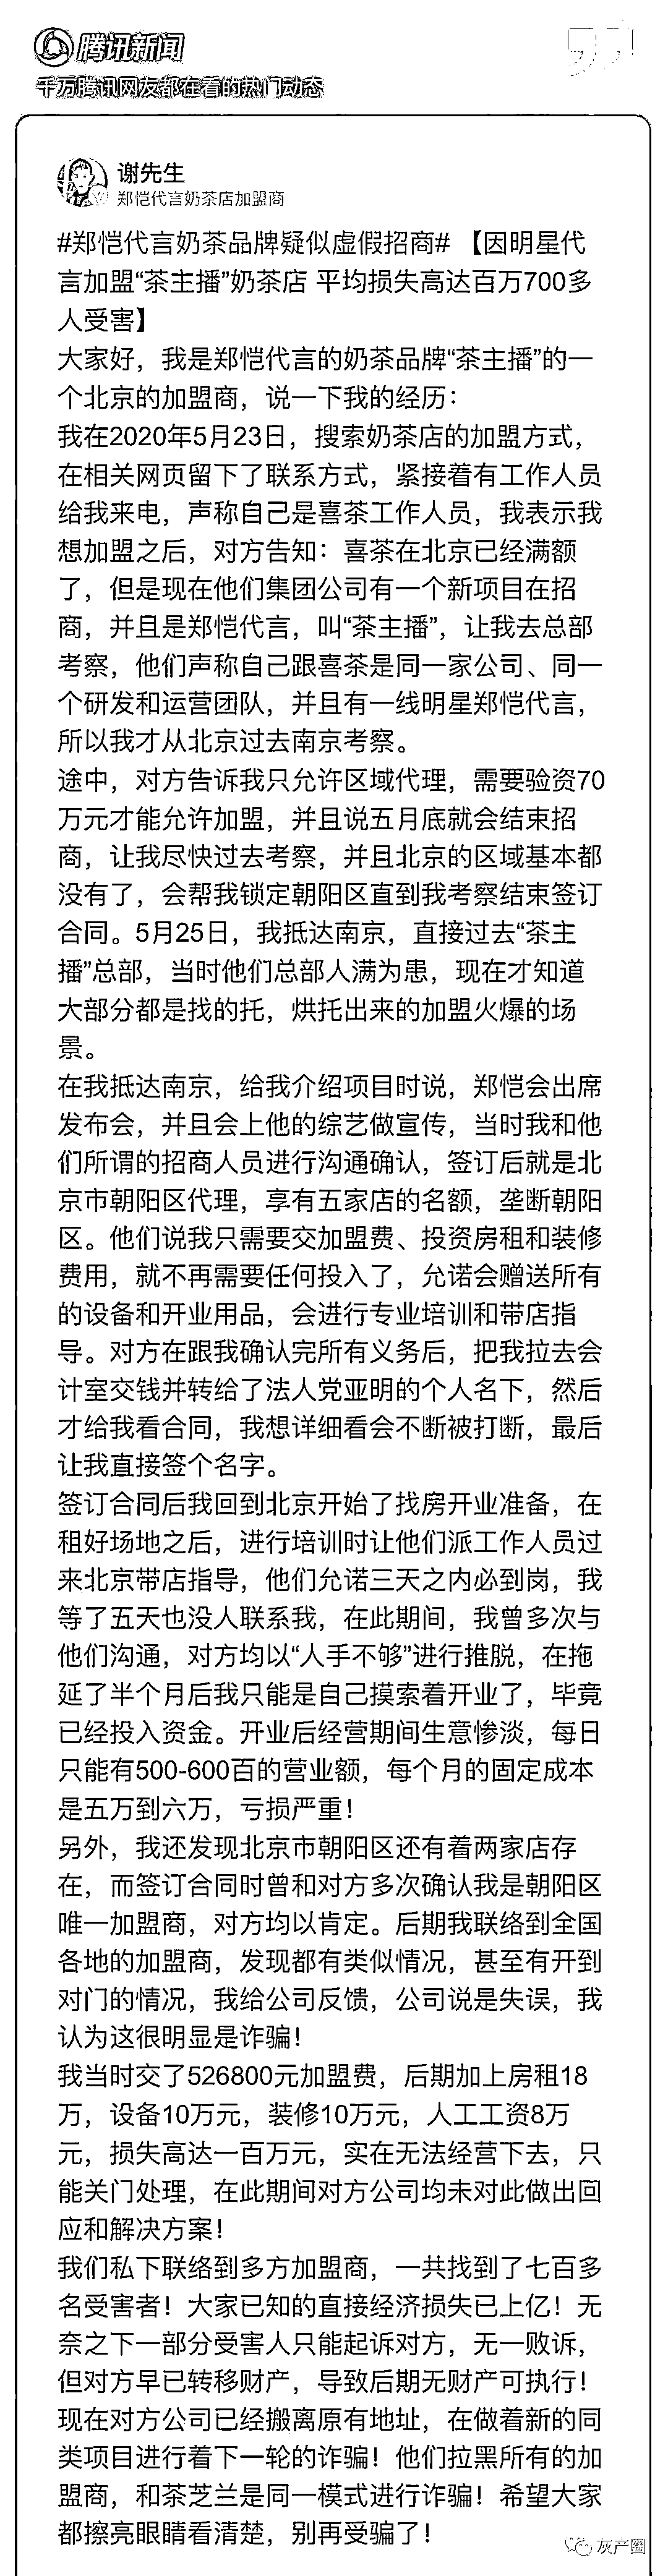 腾讯新闻
千万腾讯网友都在看的热门动态
谢先生
郑恺代言奶茶店加盟商
#郑恺代言奶茶品牌疑似虚假招商# 【因明星代
言加盟“茶主播”奶茶店 平均损失高达百万700多
人受害】
大家好，我是郑恺代言的奶茶品牌“茶主播”的一
个北京的加盟商，说一下我的经历：
我在2020年5月23日，搜索奶茶店的加盟方式，
在相关网页留下了联系方式，紧接着有工作人员
给我来电，声称自己是喜茶工作人员，我表示我
想加盟之后，对方告知：喜茶在北京已经满额
了，但是现在他们集团公司有一个新项目在招
商，并且是郑恺代言，叫“茶主播”，让我去总部
考察，他们声称自己跟喜茶是同一家公司、同一
个研发和运营团队，并且有一线明星郑恺代言，
所以我才从北京过去南京考察。
途中，对方告诉我只允许区域代理，需要验资70
万元才能允许加盟，并且说五月底就会结束招
商，让我尽快过去考察，并且北京的区域基本都
没有了，会帮我锁定朝阳区直到我考察结束签订
合同。5月25日，我抵达南京，直接过去“茶主
播”总部，当时他们总部人满为患，现在才知道
大部分都是找的托，烘托出来的加盟火爆的场
景。
在我抵达南京，给我介绍项目时说，郑恺会出席
发布会，并且会上他的综艺做宣传，当时我和他
们所谓的招商人员进行沟通确认，签订后就是北
京市朝阳区代理，享有五家店的名额，垄断朝阳
区。他们说我只需要交加盟费、投资房租和装修
费用，就不再需要任何投入了，允诺会赠送所有
的设备和开业用品，会进行专业培训和带店指
导。对方在跟我确认完所有义务后，把我拉去会
计室交钱并转给了法人党亚明的个人名下，然后
才给我看合同，我想详细看会不断被打断，最后
让我直接签个名字。
签订合同后我回到北京开始了找房开业准备，在
租好场地之后，进行培训时让他们派工作人员过
来北京带店指导，他们允诺三天之内必到岗，我
等了五天也没人联系我，在此期间，我曾多次与
他们沟通，对方均以“人手不够”进行推脱，在拖
延了半个月后我只能是自己摸索着开业了，毕竟
已经投入资金。开业后经营期间生意惨淡，每日
只能有500-600百的营业额，每个月的固定成本
是五万到六万，亏损严重！
另外，我还发现北京市朝阳区还有着两家店存
在，而签订合同时曾和对方多次确认我是朝阳区
唯一加盟商，对方均以肯定。后期我联络到全国
各地的加盟商，发现都有类似情况，甚至有开到
对门的情况，我给公司反馈，公司说是失误，我
认为这很明显是诈骗！
我当时交了526800元加盟费，后期加上房租18
万，设备10万元，装修10万元，人工工资8万
元，损失高达一百万元，实在无法经营下去，只
能关门处理，在此期间对方公司均未对此做出回
应和解决方案！
我们私下联络到多方加盟商，一共找到了七百多
名受害者！大家已知的直接经济损失已上亿！无
奈之下一部分受害人只能起诉对方，无一败诉，
但对方早已转移财产，导致后期无财产可执行！
现在对方公司已经搬离原有地址，在做着新的同
类项目进行着下一轮的诈骗！他们拉黑所有的加
盟商，和茶芝兰是同一模式进行诈骗！希望大家
都擦亮眼睛看清楚，别再受骗了！
灰产圈